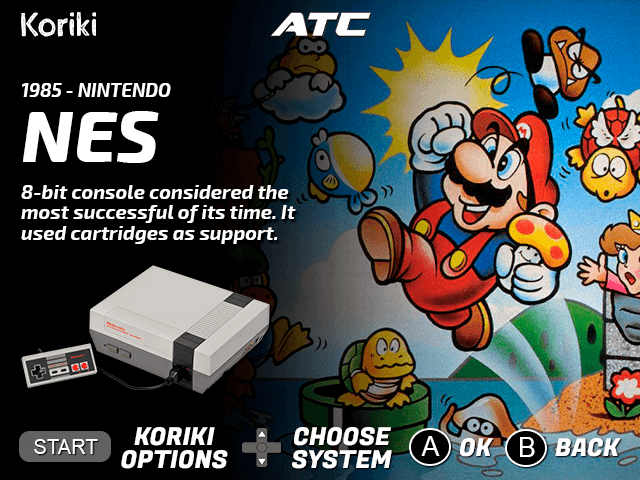 Koriki
ATC
1985 - NINTENDO
NES
8-bit console considered the
most successful of its time. It
used cartridges as support.
START
KORIKI
OPTIONS
CHOOSE
SYSTEM
A OK B BACK